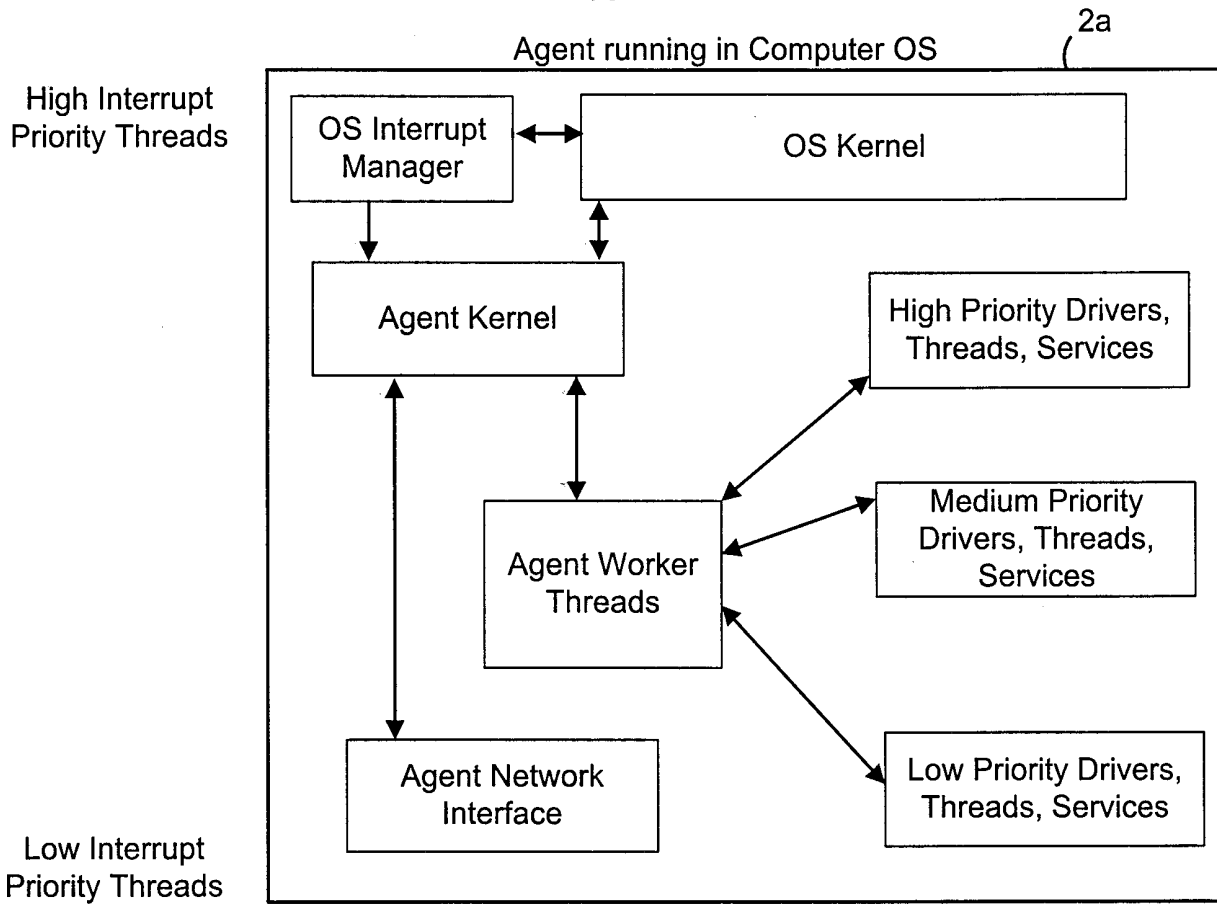 2a
Agent running in Computer OS
High Interrupt
Priority Threads
OS Interrupt
Manager
OS Kernel
Agent Kernel
High Priority Drivers,
Threads, Services
Medium Priority
Drivers, Threads,
Services
Agent Worker
Threads
Agent Network
Interface
Low Priority Drivers,
Threads, Services
Low Interrupt
Priority Threads